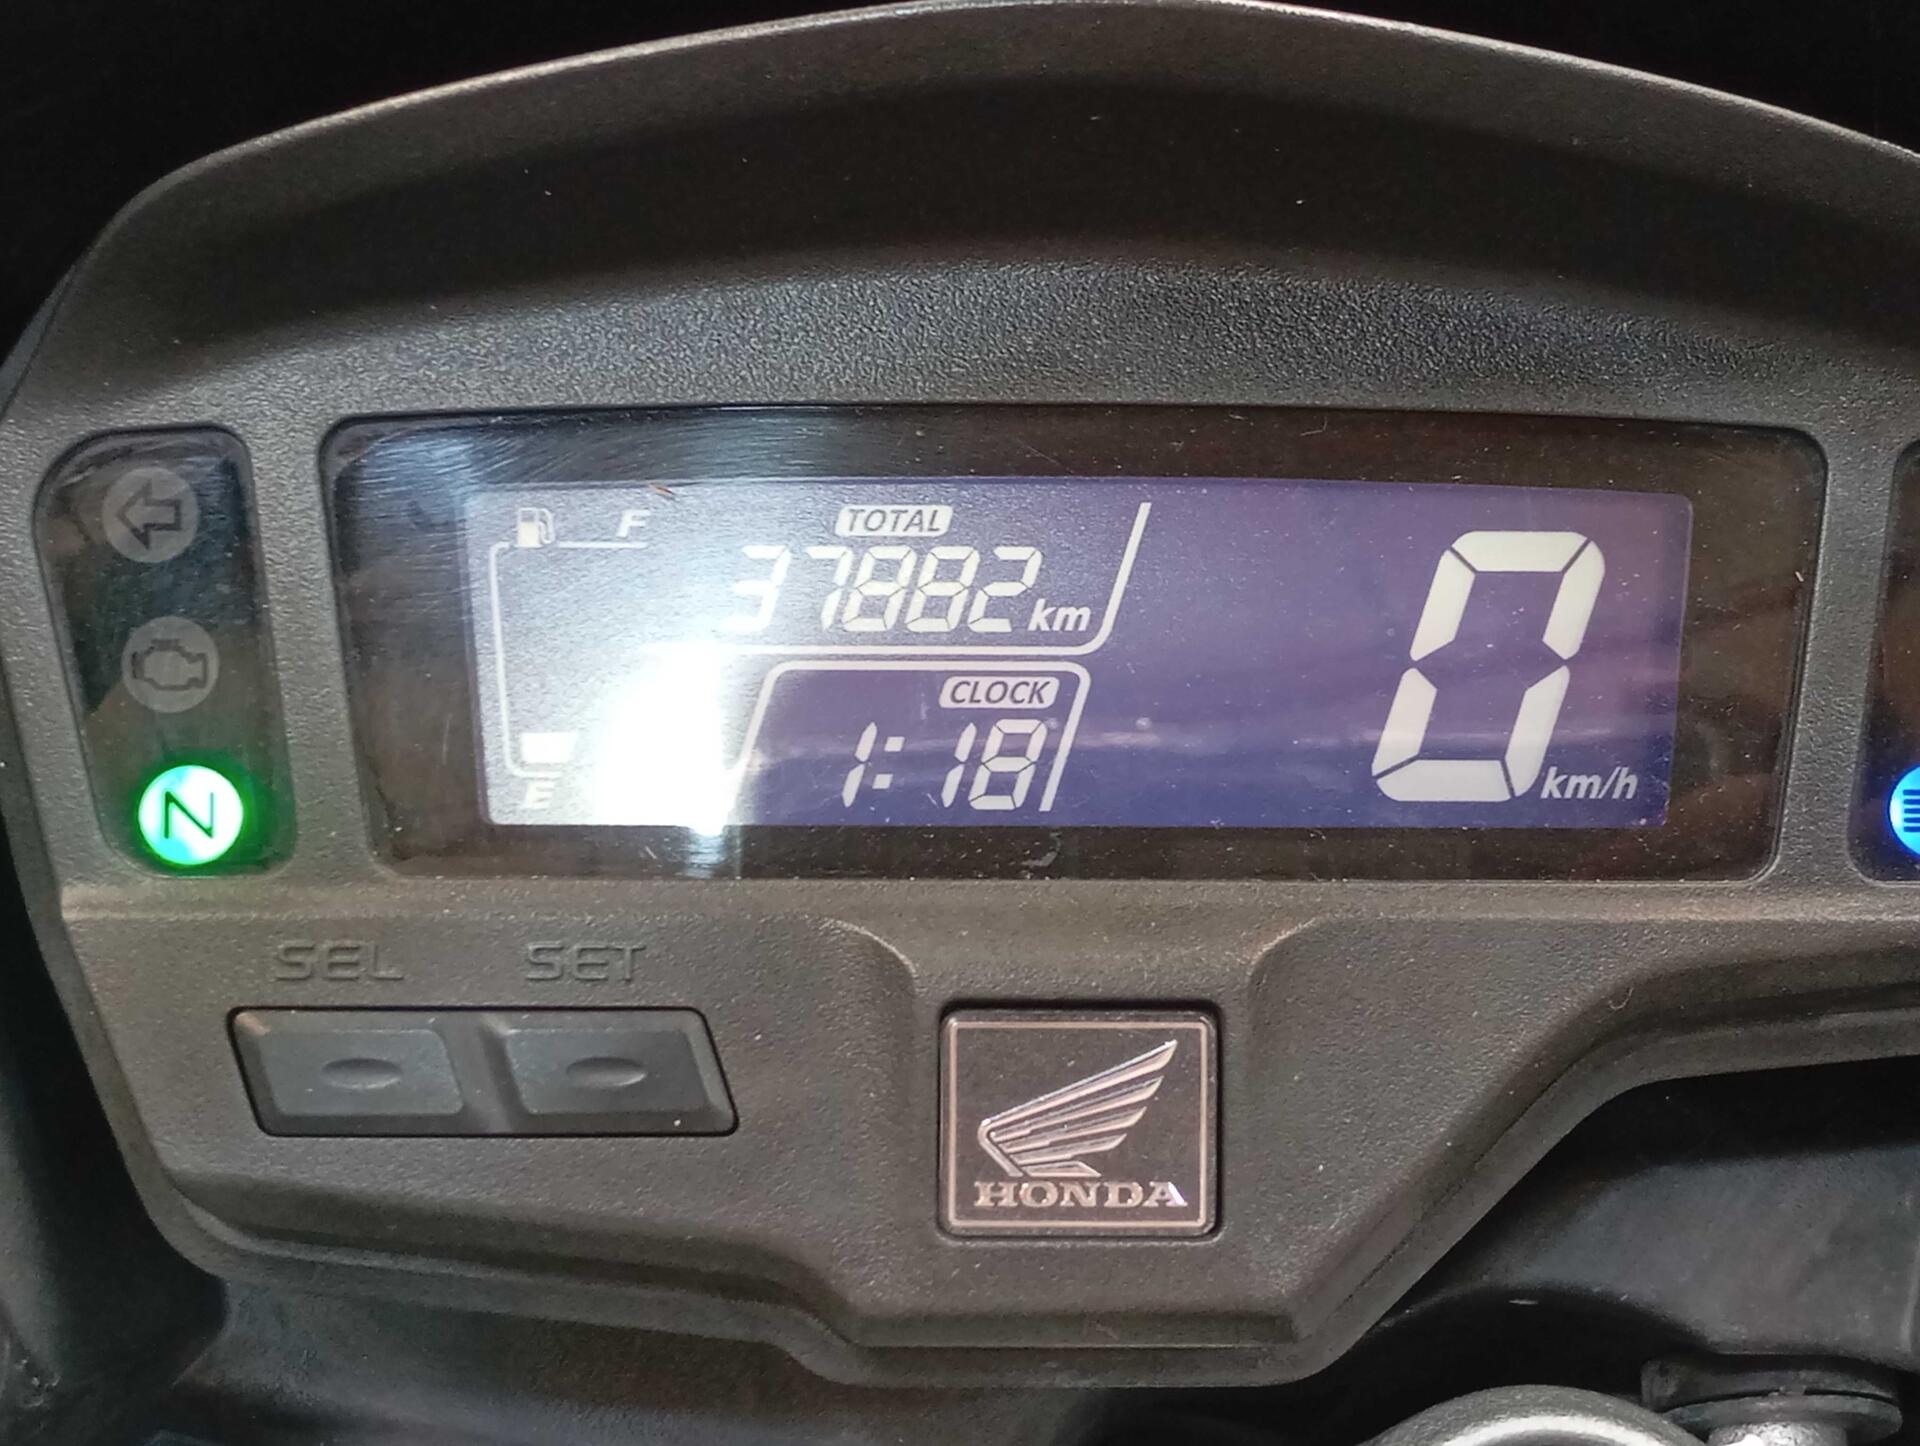 F
TOTAL
37882 km
CLOCK
1:18
0 km/h
E
N
SEL SET
HONDA